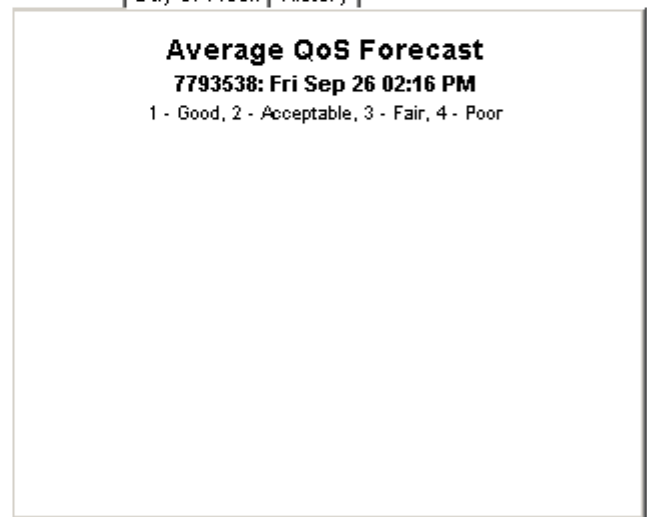 Average QoS Forecast
7793538: Fri Sep 26 02:16 PM
1 - Good, 2 - Acceptable, 3 - Fair, 4 - Poor